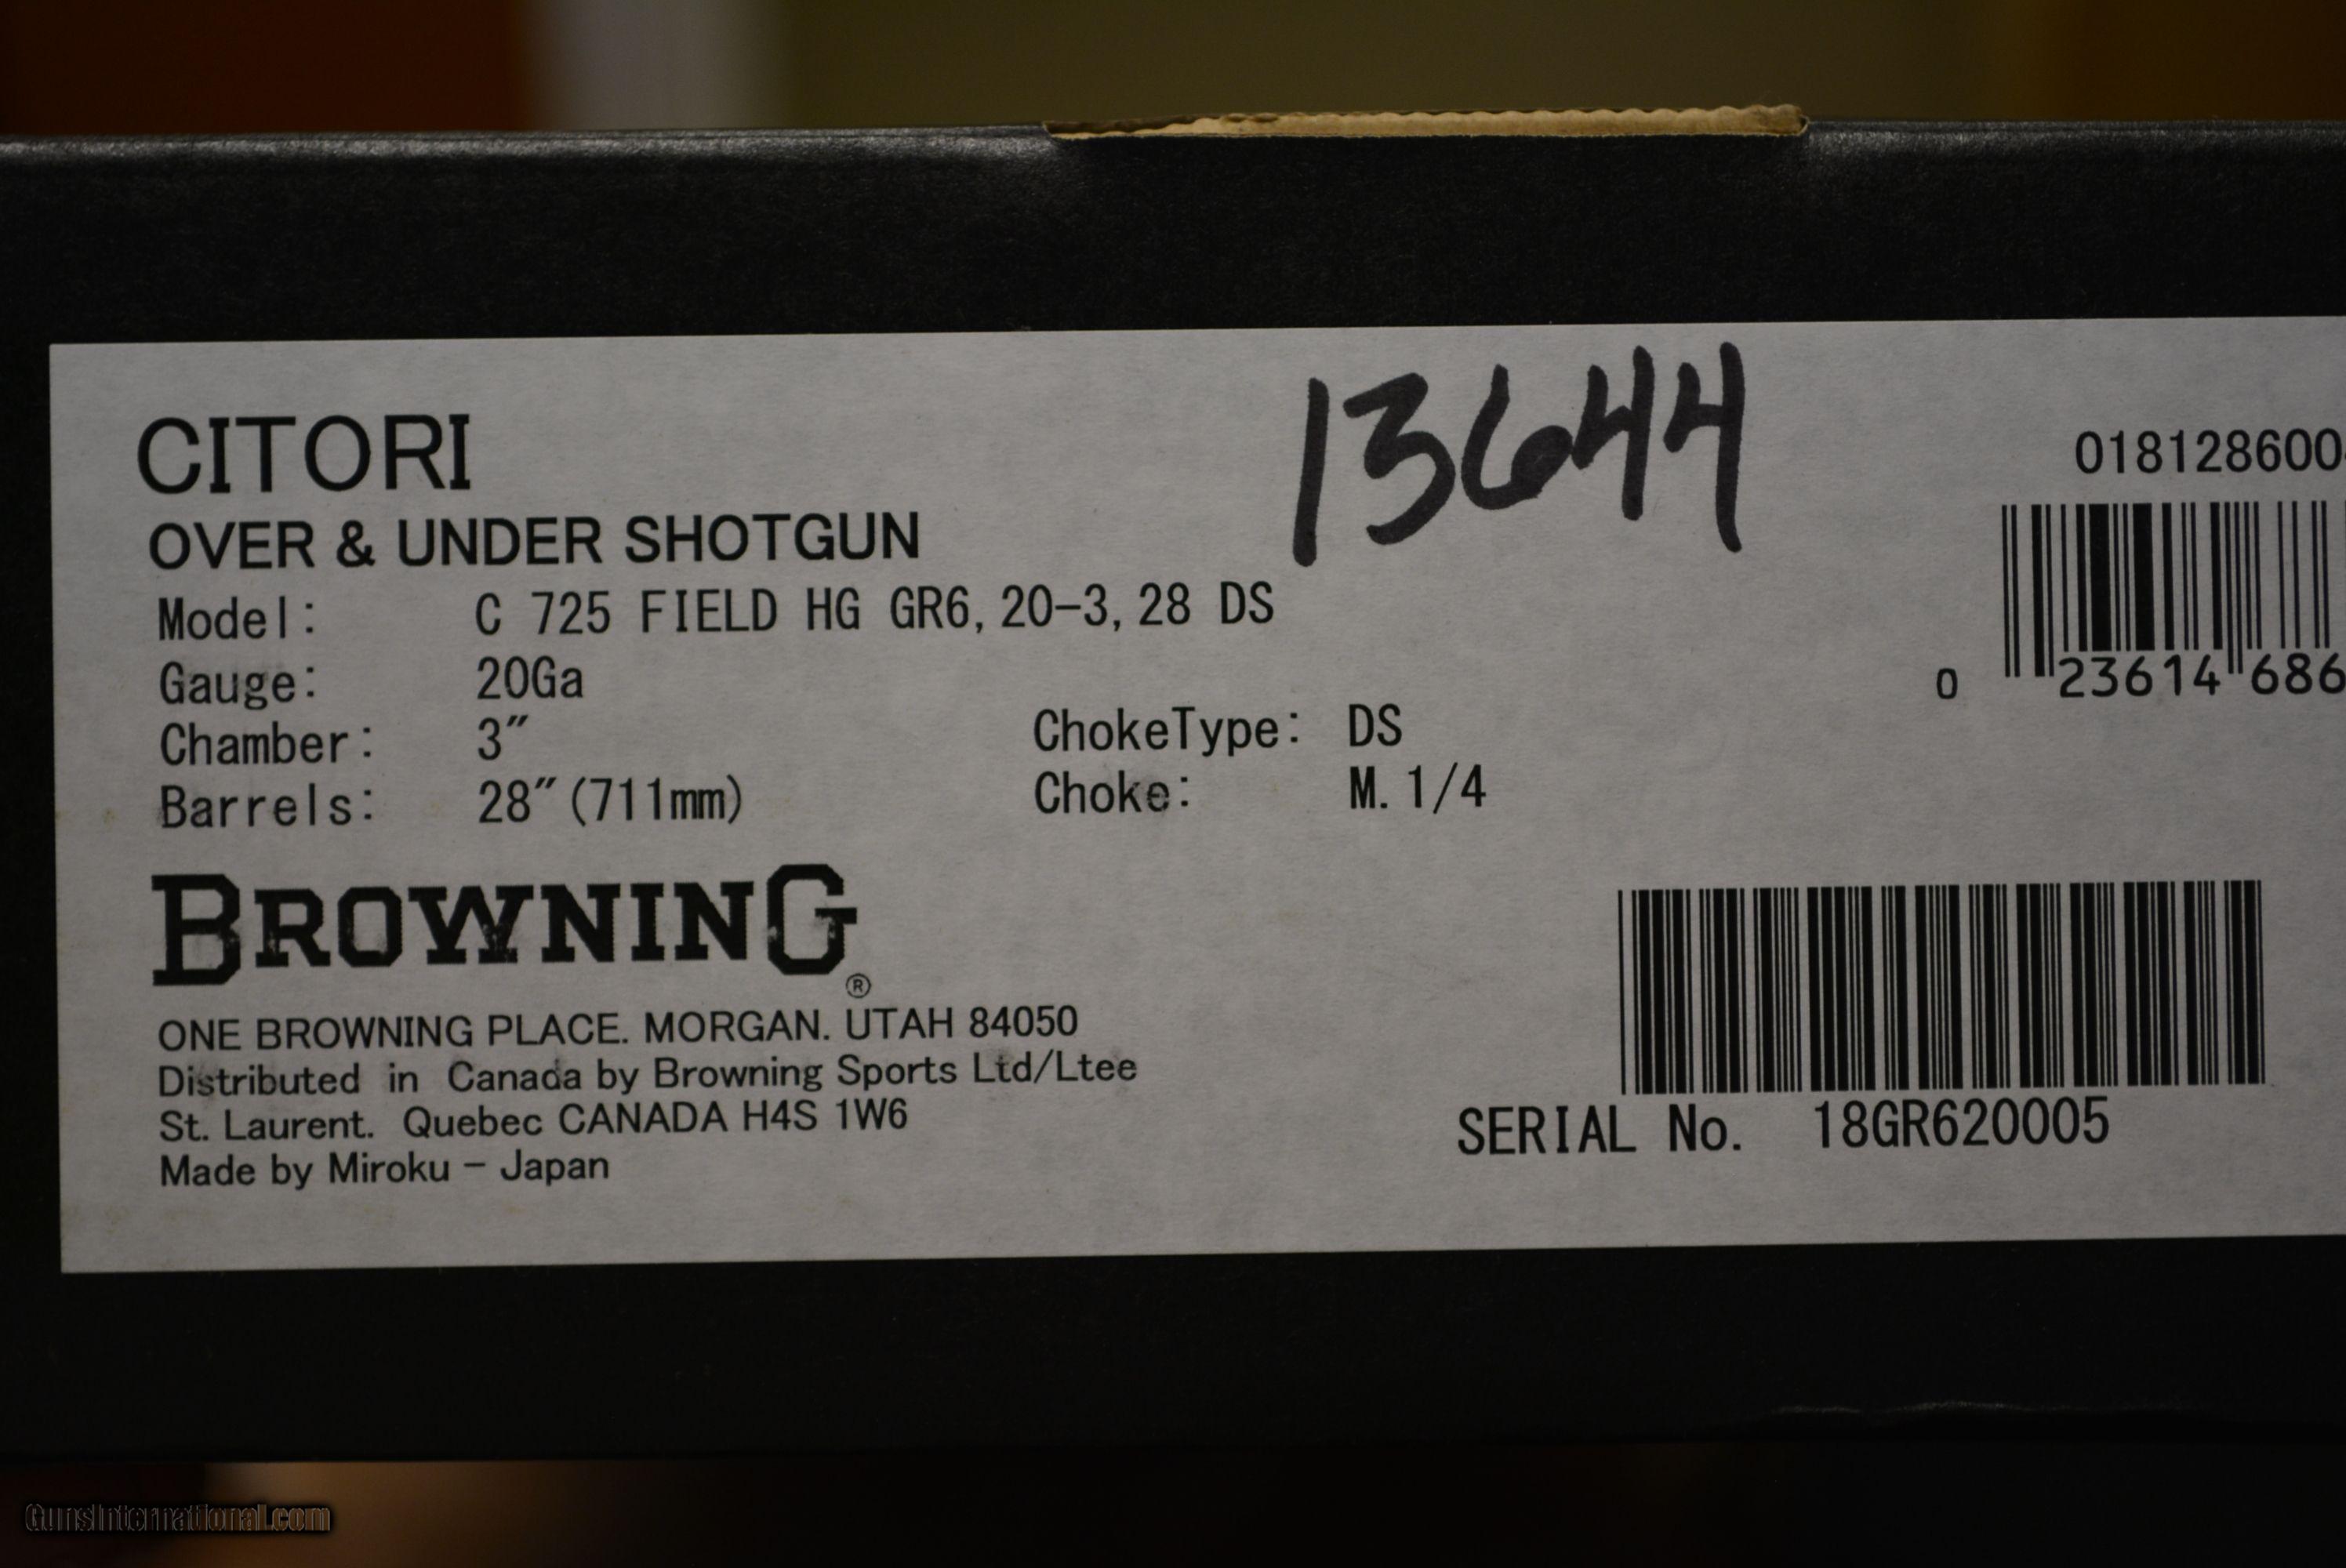 CITORI
13644
OVER & UNDER SHOTGUN
Model: C 725 FIELD HG GR6, 20-3, 28 DS
Gauge: 20Ga
Chamber: 3″
Barrels: 28″(711mm)
ChokeType: DS
Choke: M. 1/4
018128600
0 23614 686
BROWNING®
ONE BROWNING PLACE. MORGAN. UTAH 84050
Distributed in Canada by Browning Sports Ltd/Ltee
St. Laurent. Quebec CANADA H4S 1W6
Made by Miroku - Japan
SERIAL No. 18GR620005
GunsInternational.com